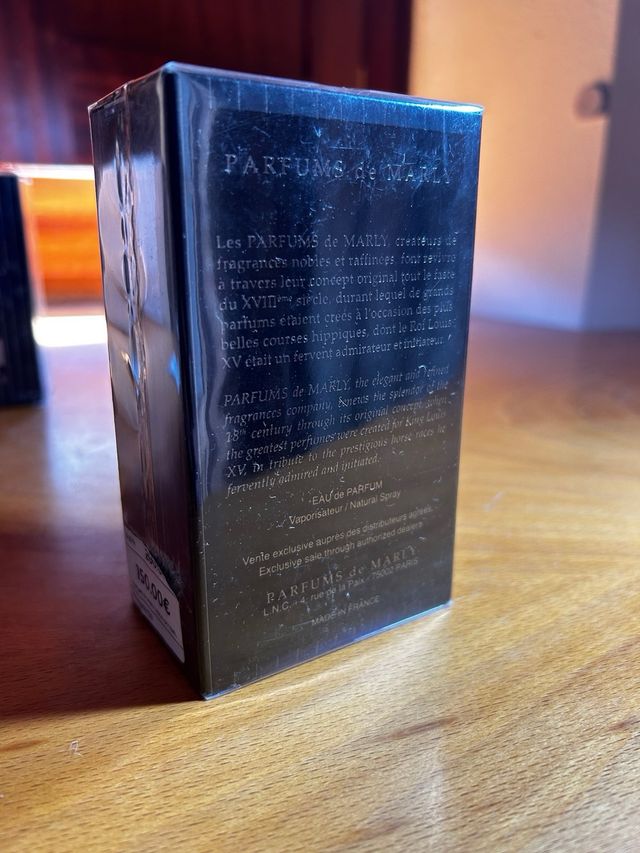 PARFUMS de MARLY
Les PARFUMS de MARLY, createurs de
fragrances nobles et raffinees, font revivre
à travers leur concept original tout le faste
du XVIIIème siècle, durant lequel de grands
parfums étaient créés à l'occasion des plus
belles courses hippiques, dont le Roi Louis
XV était un fervent admirateur et initiateur.
PARFUMS de MARLY, the elegant and refined
fragrances company, renews the splendor of the
18th century through its original concept, when
the greatest perfumes were created for King Louis
XV, in tribute to the prestigious horse races he
fervently admired and initiated.
EAU de PARFUM
Vaporisateur / Natural Spray
Vente exclusive aupres des distributeurs agréés.
Exclusive sale through authorized dealers
PARFUMS de MARLY
L.N.C. - 4, rue de la Paix - 75002 PARIS
MADE IN FRANCE
150.00€